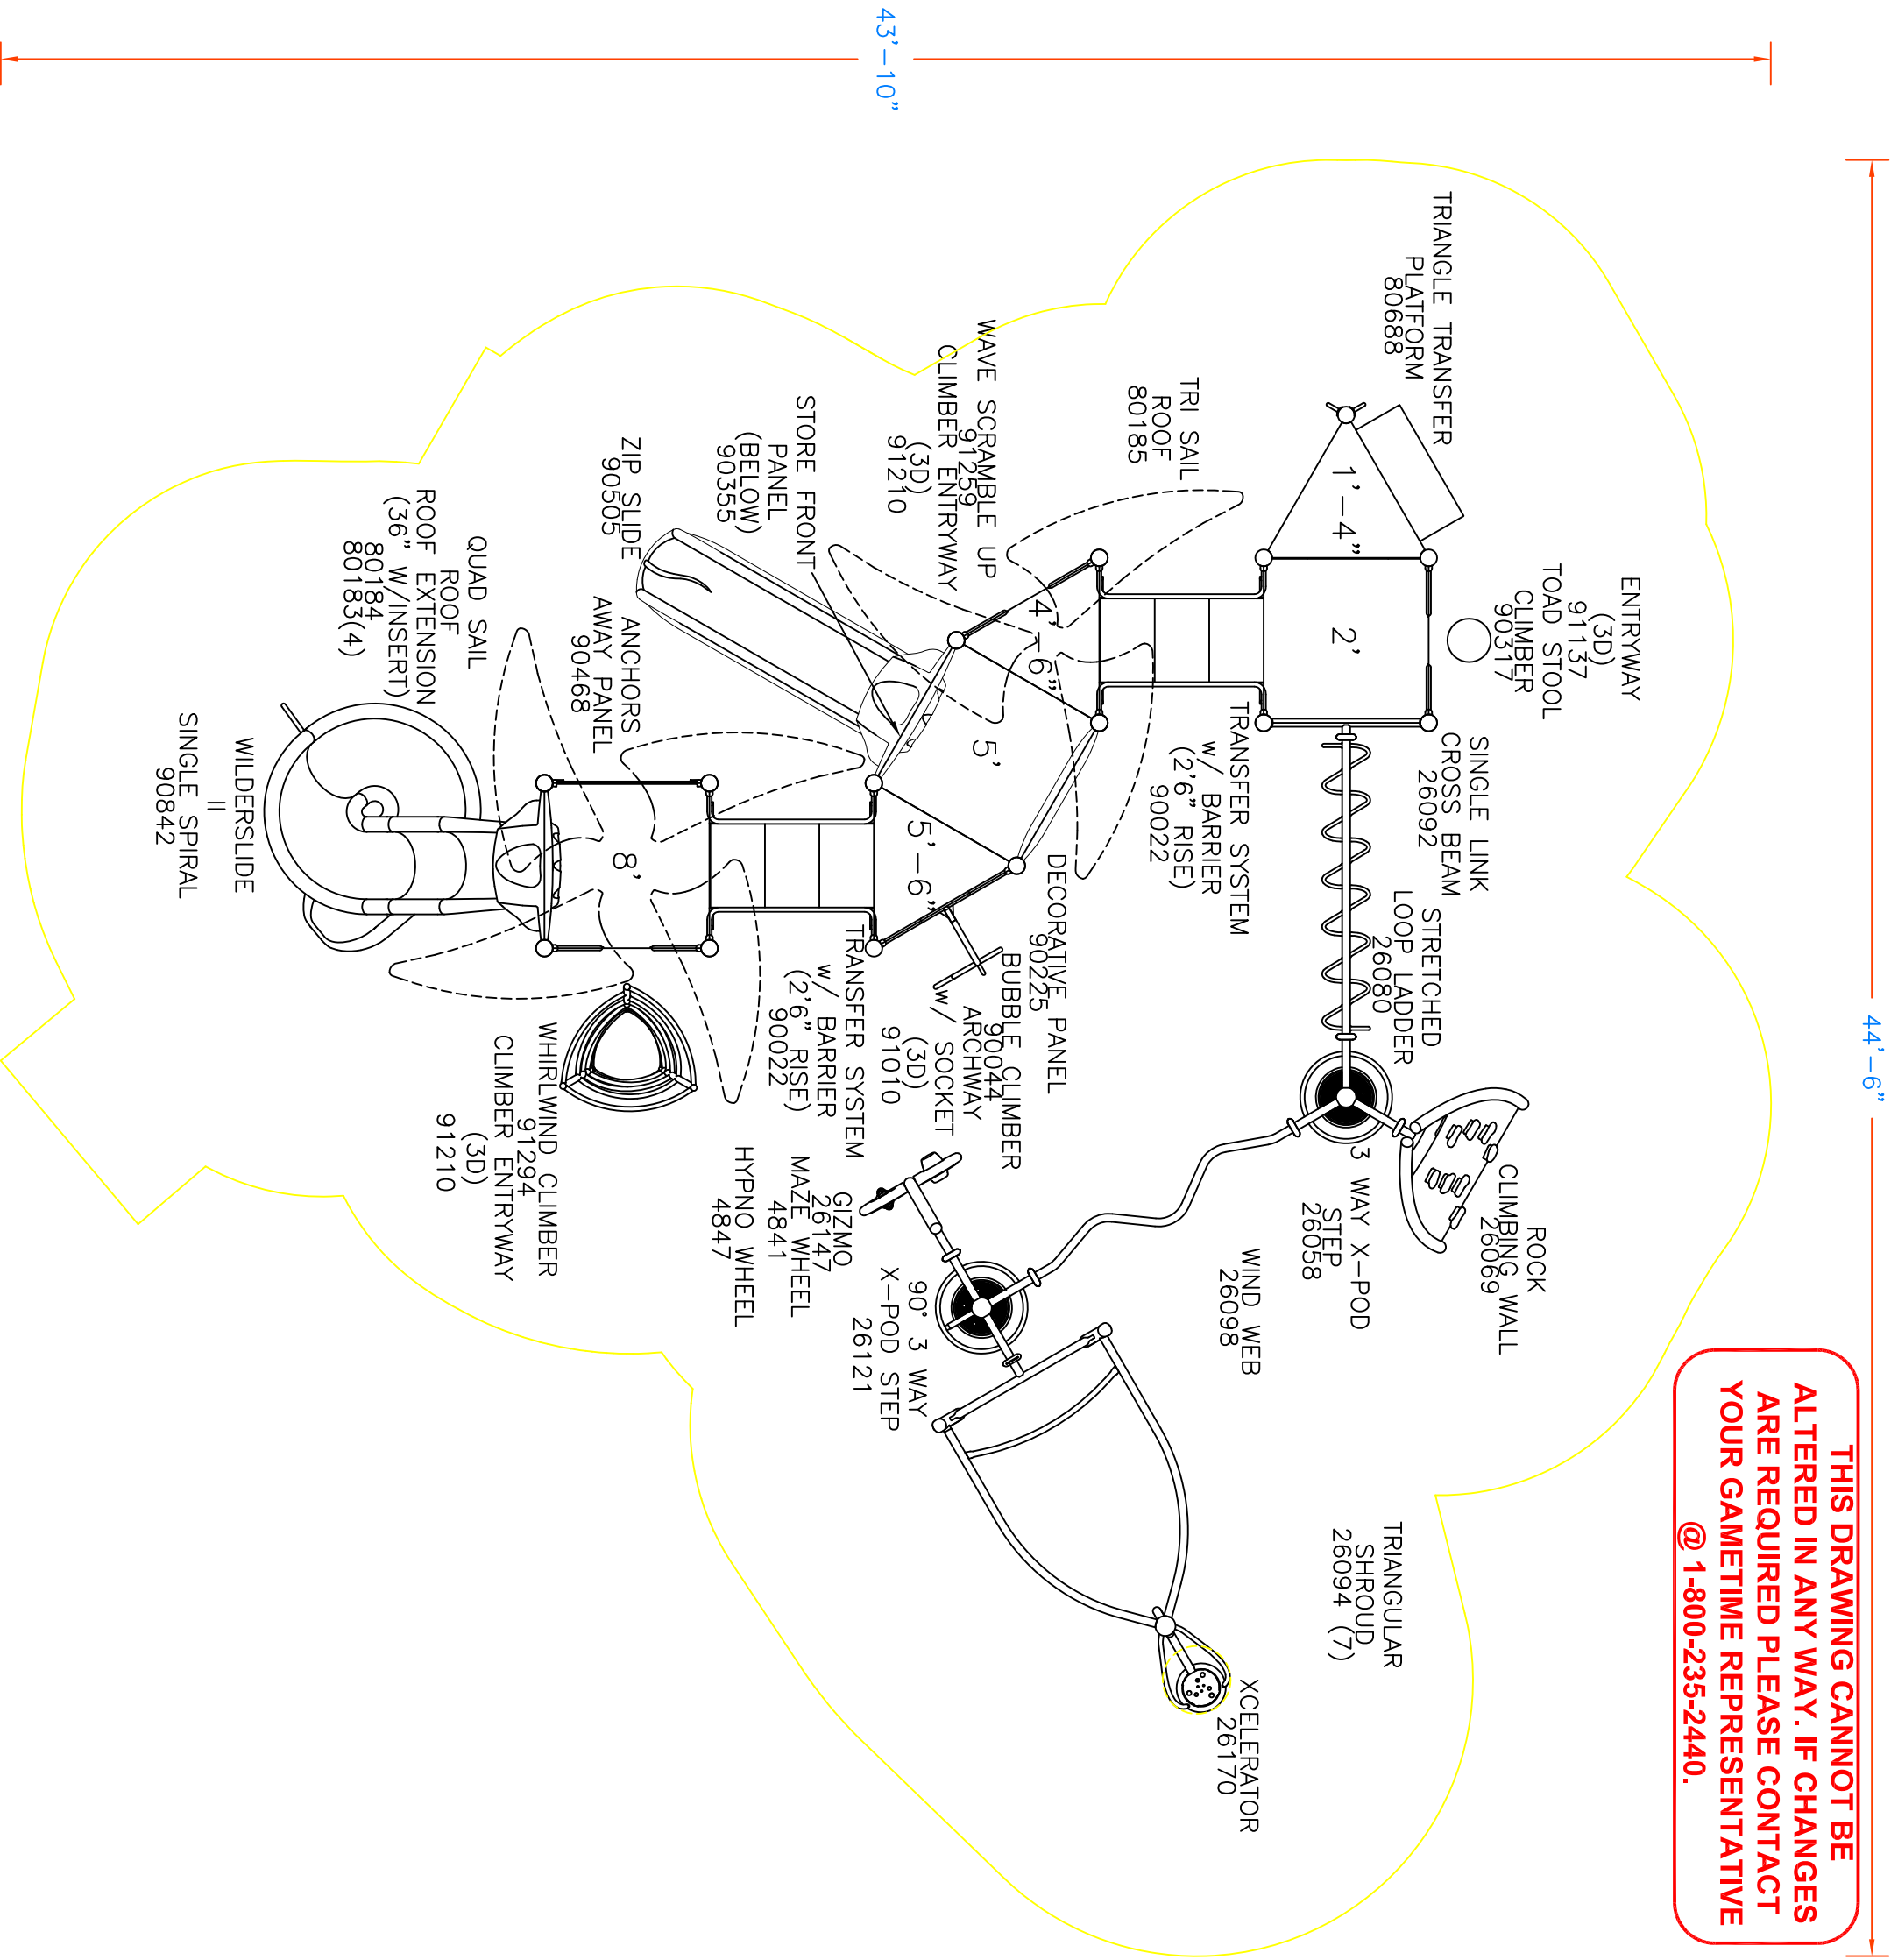 43'-10"
44'-6"
THIS DRAWING CANNOT BE
ALTERED IN ANY WAY. IF CHANGES
ARE REQUIRED PLEASE CONTACT
YOUR GAMETIME REPRESENTATIVE
@ 1-800-235-2440.
ENTRYWAY
(3D)
91137
TOAD STOOL
CLIMBER
90317
TRIANGLE TRANSFER
PLATFORM
80688
1'-4"
2'
SINGLE LINK
CROSS BEAM
26092
STRETCHED
LOOP LADDER
26080
ROCK
CLIMBING WALL
26069
3 WAY X-POD
STEP
26058
TRIANGULAR
SHROUD
26094 (7)
WIND WEB
26098
XCELERATOR
26170
TRI SAIL
ROOF
80185
TRANSFER SYSTEM
w/ BARRIER
(2'6" RISE)
90022
WAVE SCRAMBLE UP
91259
CLIMBER ENTRYWAY
(3D)
91210
4'-6"
5'
DECORATIVE PANEL
90225
BUBBLE CLIMBER
90044
ARCHWAY
w/ SOCKET
(3D)
91010
STORE FRONT
PANEL
(BELOW)
90355
5'-6"
90° 3 WAY
X-POD STEP
26121
TRANSFER SYSTEM
w/ BARRIER
(2'6" RISE)
90022
GIZMO
26147
MAZE WHEEL
4841
HYPNO WHEEL
4847
ZIP SLIDE
90505
ANCHORS
AWAY PANEL
90468
8'
WHIRLWIND CLIMBER
91294
CLIMBER ENTRYWAY
(3D)
91210
QUAD SAIL
ROOF
ROOF EXTENSION
(36" W/INSERT)
80184
80183(4)
WILDERSLIDE
II
SINGLE SPIRAL
90842